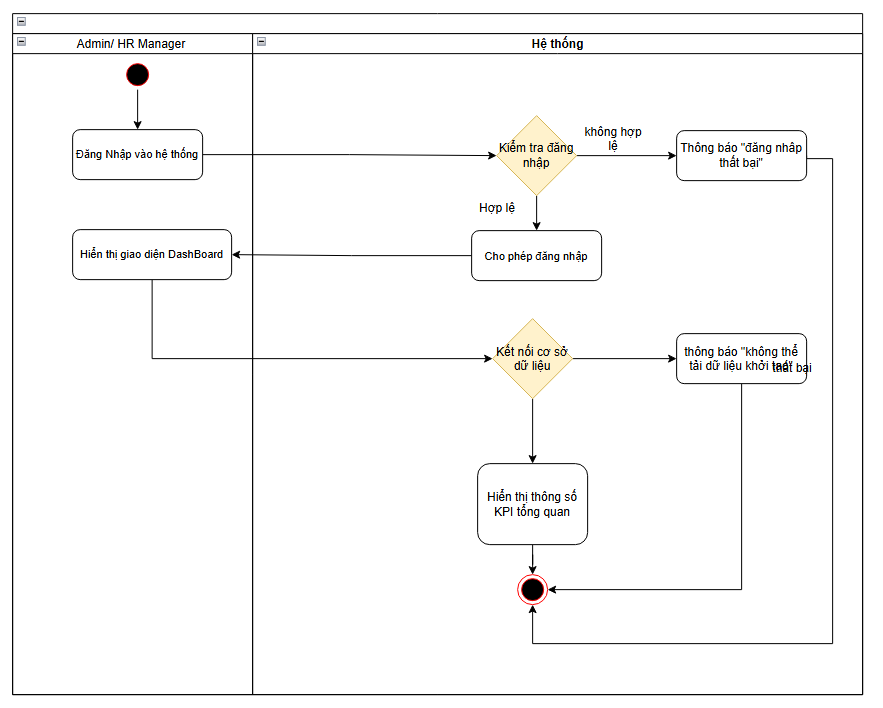 Admin/ HR Manager
Hệ thống
Đăng Nhập vào hệ thống
Kiểm tra đăng
nhập
không hợp
lệ
Thông báo "đăng nhâp
thất bại"
Hợp lệ
Hiển thị giao diện DashBoard
Cho phép đăng nhập
Kết nối cơ sở
dữ liệu
thông báo "không thể
tải dữ liệu khởi tạo"
thất bại
Hiển thị thông số
KPI tổng quan